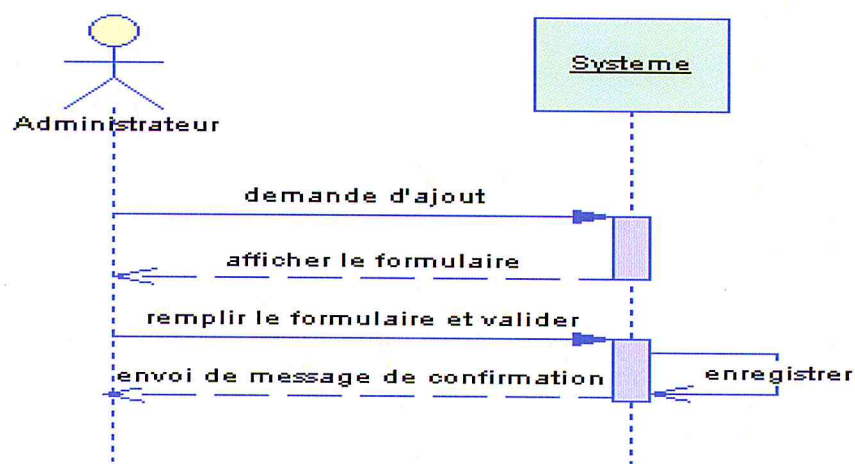 Systeme
Administrateur
demande d'ajout
afficher le formulaire
remplir le formulaire et valider
envoi de message de confirmation
enregistrer